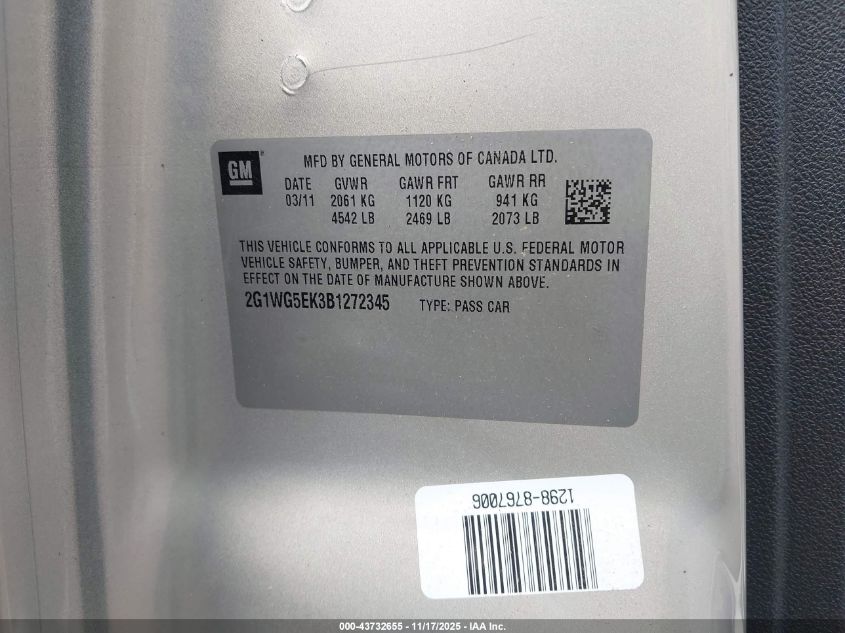 GM
MFD BY GENERAL MOTORS OF CANADA LTD.
DATE GVWR GAWR FRT GAWR RR
03/11 2061 KG 1120 KG 941 KG
4542 LB 2469 LB 2073 LB
THIS VEHICLE CONFORMS TO ALL APPLICABLE U.S. FEDERAL MOTOR
VEHICLE SAFETY, BUMPER, AND THEFT PREVENTION STANDARDS IN
EFFECT ON THE DATE OF MANUFACTURE SHOWN ABOVE.
2G1WG5EK3B1272345 TYPE: PASS CAR
1298-8767006
000-43732655 - 11/17/2025 - IAA Inc.